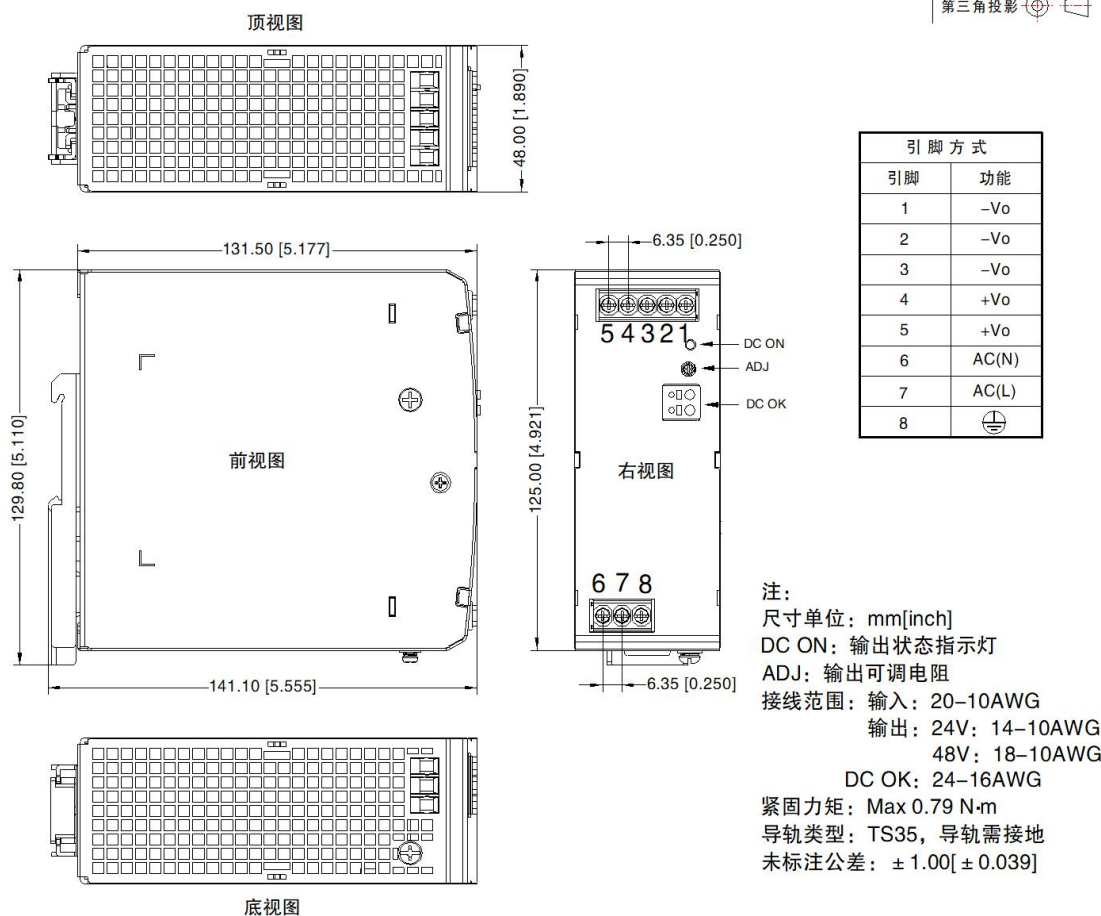 第三角投影
顶视图
48.00 [1.890]
引脚方式
引脚 功能
1 −Vo
2 −Vo
3 −Vo
4 +Vo
5 +Vo
6 AC(N)
7 AC(L)
8
131.50 [5.177]
129.80 [5.110]
前视图
141.10 [5.555]
6.35 [0.250]
54321
DC ON
ADJ
DC OK
125.00 [4.921]
右视图
6 7 8
6.35 [0.250]
注：
尺寸单位：mm[inch]
DC ON：输出状态指示灯
ADJ：输出可调电阻
接线范围：输入：20−10AWG
输出：24V：14−10AWG
48V：18−10AWG
DC OK：24−16AWG
紧固力矩：Max 0.79 N·m
导轨类型：TS35，导轨需接地
未标注公差：±1.00[±0.039]
底视图